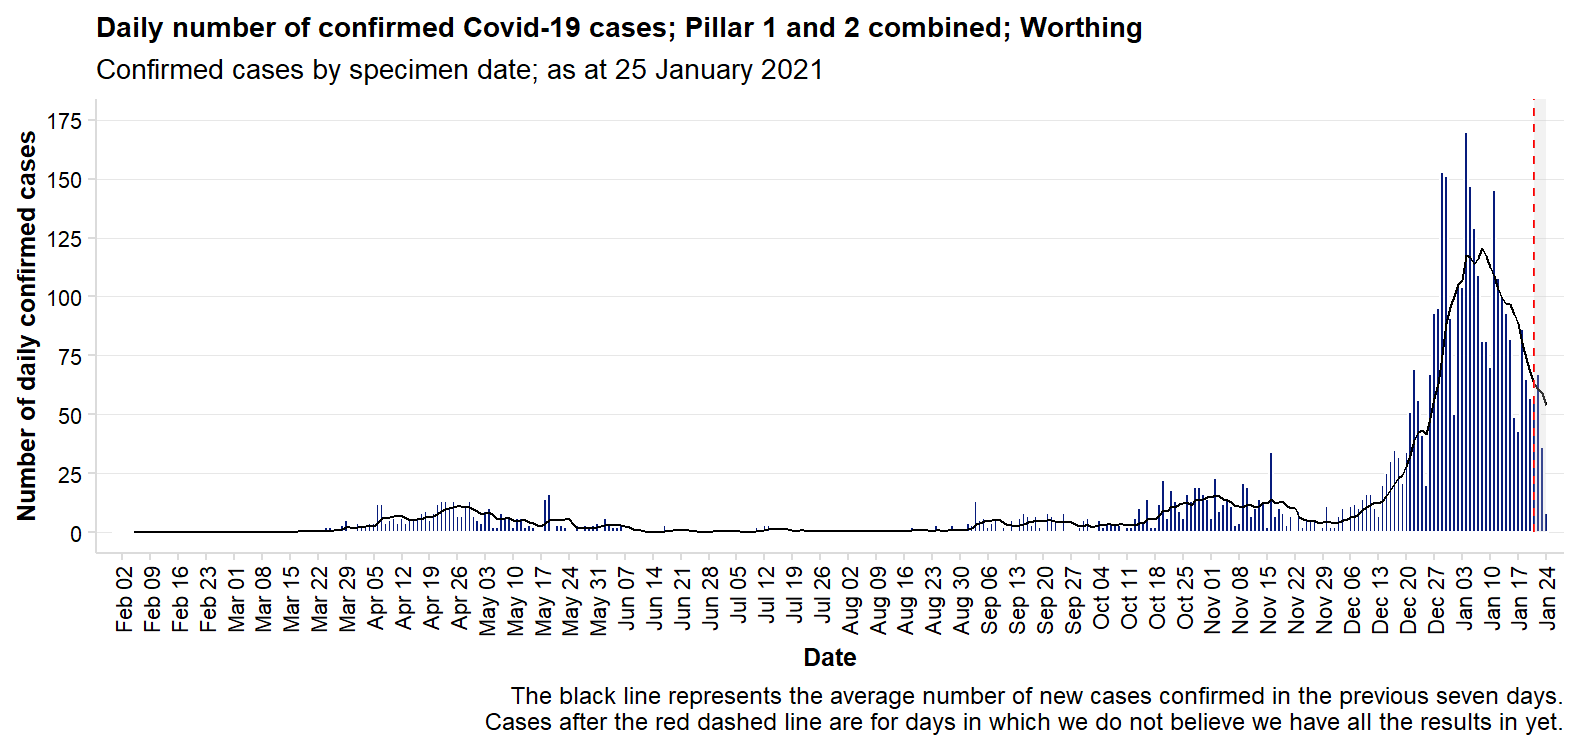 Daily number of confirmed Covid-19 cases; Pillar 1 and 2 combined; Worthing
Confirmed cases by specimen date; as at 25 January 2021
Number of daily confirmed cases
175
150
125
100
75
50
25
0
Feb 02
Feb 09
Feb 16
Feb 23
Mar 01
Mar 08
Mar 15
Mar 22
Mar 29
Apr 05
Apr 12
Apr 19
Apr 26
May 03
May 10
May 17
May 24
May 31
Jun 07
Jun 14
Jun 21
Jun 28
Jul 05
Jul 12
Jul 19
Jul 26
Aug 02
Aug 09
Aug 16
Aug 23
Aug 30
Sep 06
Sep 13
Sep 20
Sep 27
Oct 04
Oct 11
Oct 18
Oct 25
Nov 01
Nov 08
Nov 15
Nov 22
Nov 29
Dec 06
Dec 13
Dec 20
Dec 27
Jan 03
Jan 10
Jan 17
Jan 24
Date
The black line represents the average number of new cases confirmed in the previous seven days.
Cases after the red dashed line are for days in which we do not believe we have all the results in yet.